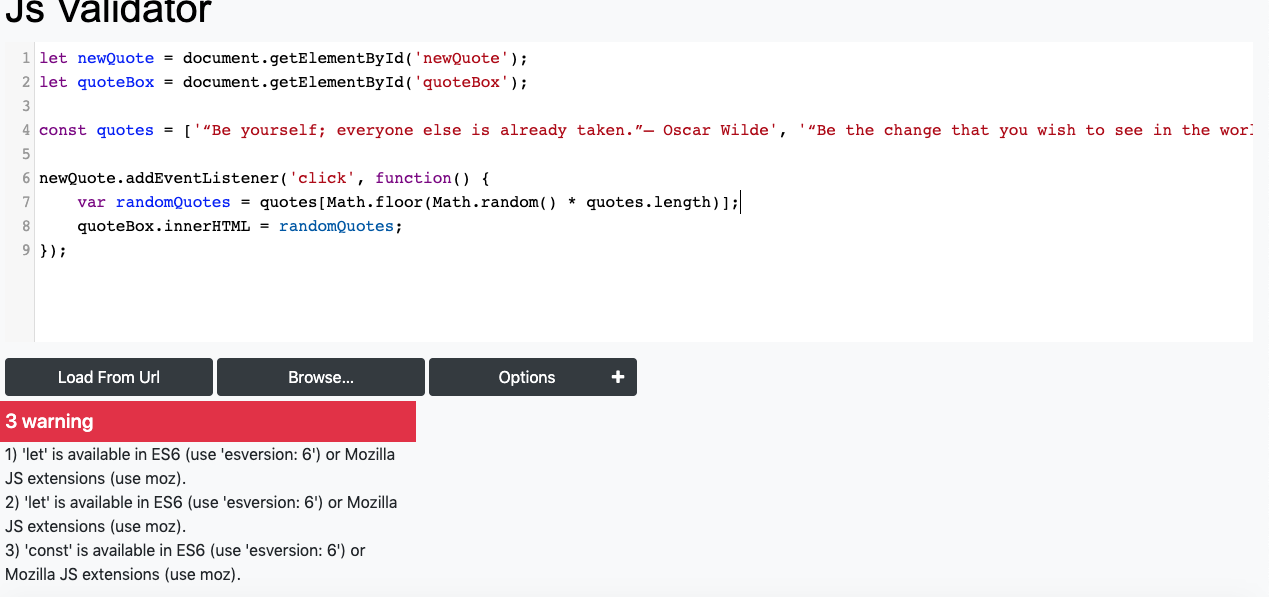 Js Validator
1 let newQuote = document.getElementById('newQuote');
2 let quoteBox = document.getElementById('quoteBox');
3
4 const quotes = ['“Be yourself; everyone else is already taken.”― Oscar Wilde', '“Be the change that you wish to see in the worl
5
6 newQuote.addEventListener('click', function() {
7     var randomQuotes = quotes[Math.floor(Math.random() * quotes.length)];
8     quoteBox.innerHTML = randomQuotes;
9 });
Load From Url Browse... Options +
3 warning
1) 'let' is available in ES6 (use 'esversion: 6') or Mozilla
JS extensions (use moz).
2) 'let' is available in ES6 (use 'esversion: 6') or Mozilla
JS extensions (use moz).
3) 'const' is available in ES6 (use 'esversion: 6') or
Mozilla JS extensions (use moz).